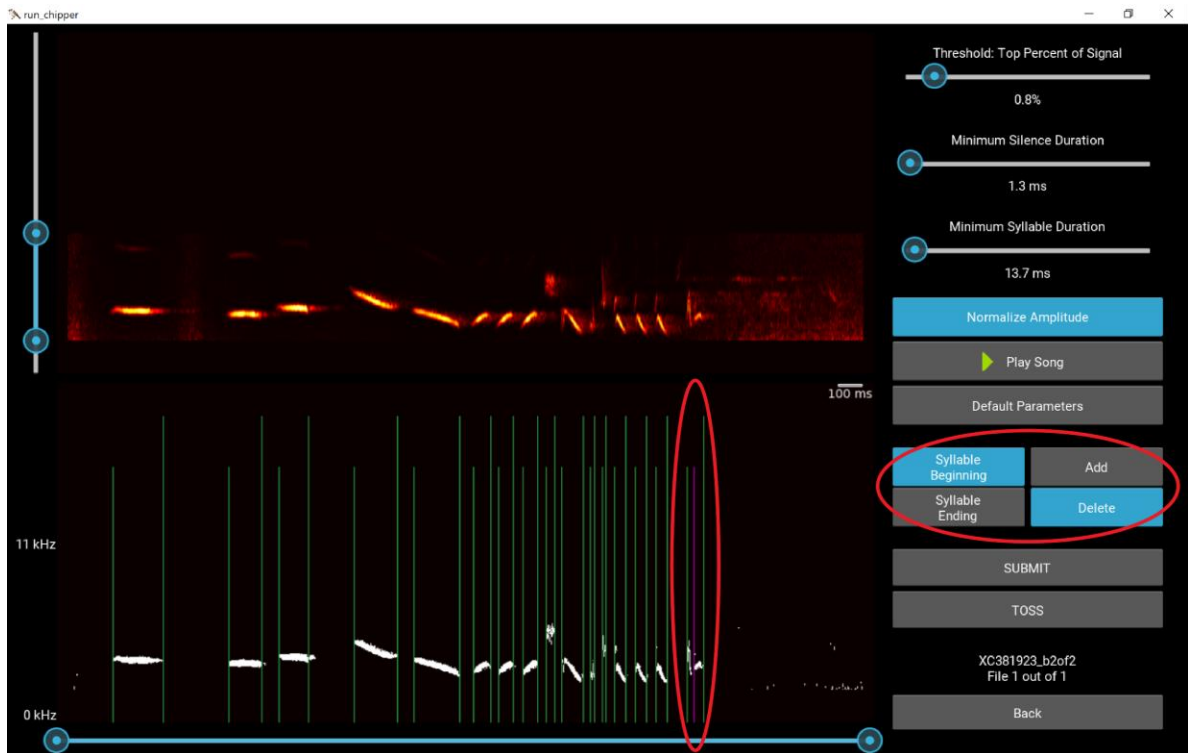 run_chipper
Threshold: Top Percent of Signal
0.8%
Minimum Silence Duration
1.3 ms
Minimum Syllable Duration
13.7 ms
Normalize Amplitude
Play Song
100 ms
Default Parameters
Syllable
Beginning
Add
Syllable
Ending
Delete
11 kHz
SUBMIT
TOSS
XC381923_b2of2
File 1 out of 1
0 kHz
Back